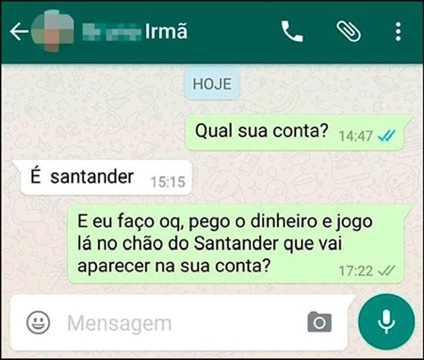 Irmã
HOJE
Qual sua conta? 14:47
É santander 15:15
E eu faço oq, pego o dinheiro e jogo
lá no chão do Santander que vai
aparecer na sua conta? 17:22
Mensagem